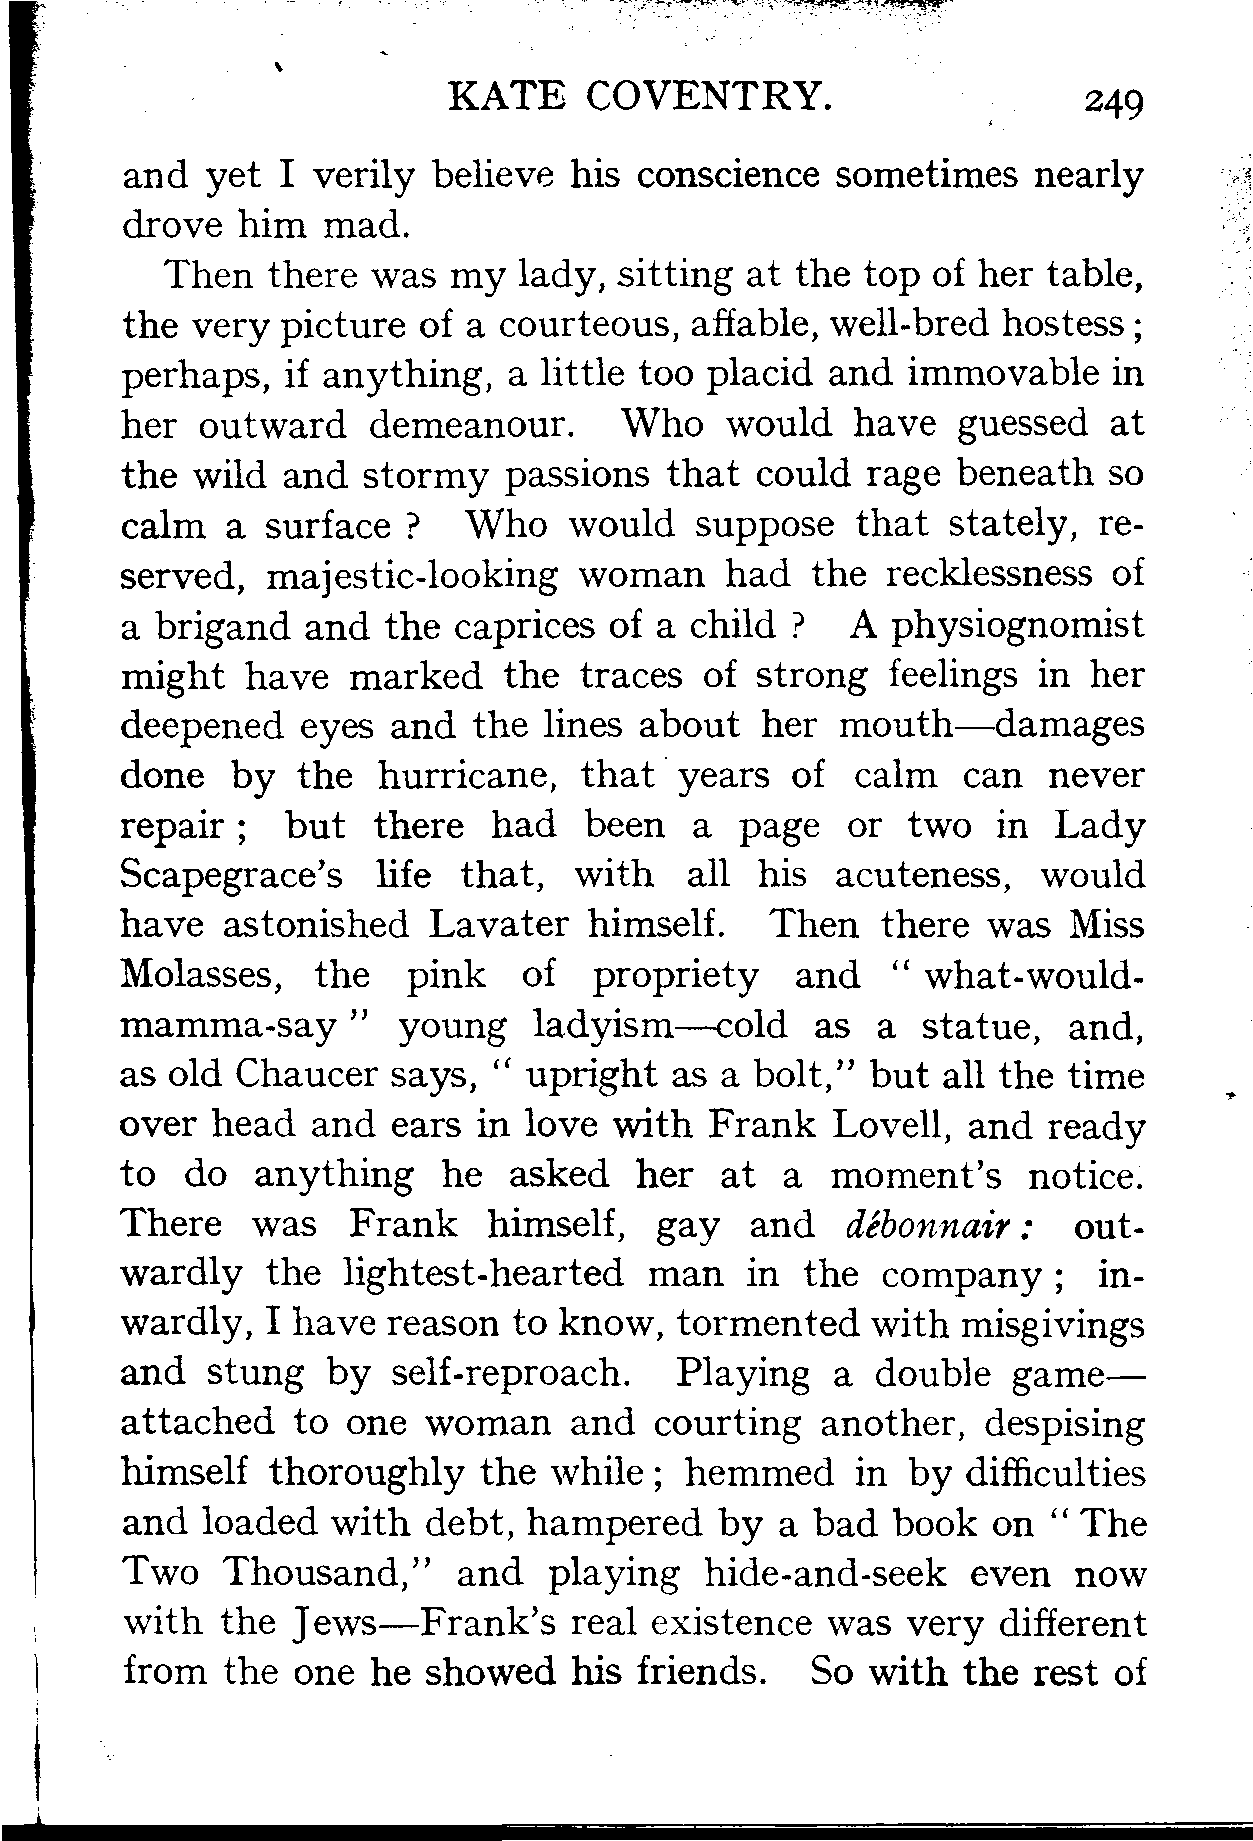 KATE COVENTRY. 249
and yet I verily believe his conscience sometimes nearly
drove him mad.
Then there was my lady, sitting at the top of her table,
the very picture of a courteous, affable, well-bred hostess ;
perhaps, if anything, a little too placid and immovable in
her outward demeanour. Who would have guessed at
the wild and stormy passions that could rage beneath so
calm a surface ? Who would suppose that stately, re-
served, majestic-looking woman had the recklessness of
a brigand and the caprices of a child ? A physiognomist
might have marked the traces of strong feelings in her
deepened eyes and the lines about her mouth—damages
done by the hurricane, that years of calm can never
repair ; but there had been a page or two in Lady
Scapegrace's life that, with all his acuteness, would
have astonished Lavater himself. Then there was Miss
Molasses, the pink of propriety and " what-would-
mamma-say " young ladyism—cold as a statue, and,
as old Chaucer says, " upright as a bolt," but all the time
over head and ears in love with Frank Lovell, and ready
to do anything he asked her at a moment's notice.
There was Frank himself, gay and débonnair : out-
wardly the lightest-hearted man in the company ; in-
wardly, I have reason to know, tormented with misgivings
and stung by self-reproach. Playing a double game—
attached to one woman and courting another, despising
himself thoroughly the while ; hemmed in by difficulties
and loaded with debt, hampered by a bad book on " The
Two Thousand," and playing hide-and-seek even now
with the Jews—Frank's real existence was very different
from the one he showed his friends. So with the rest of